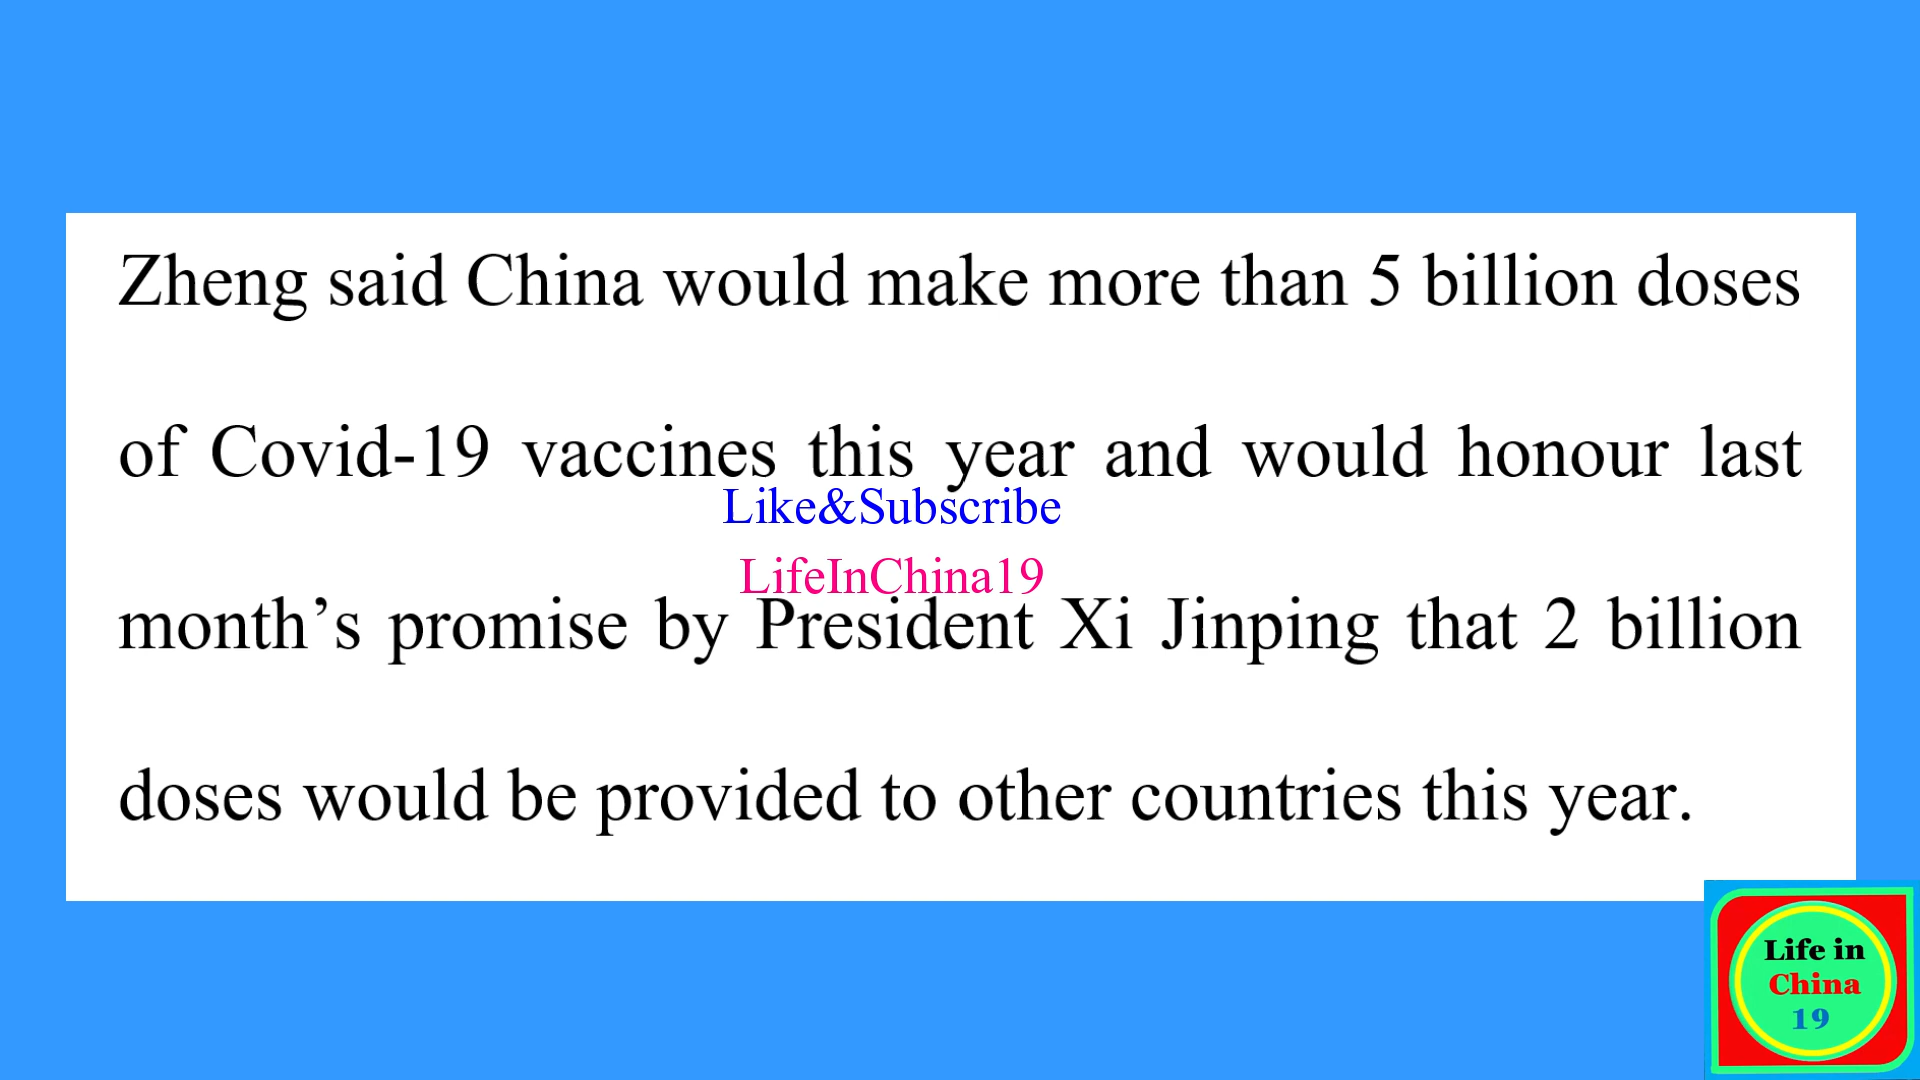 Zheng said China would make more than 5 billion doses
of Covid-19 vaccines this year and would honour last
Like&Subscribe
LifeInChina19
month’s promise by President Xi Jinping that 2 billion
doses would be provided to other countries this year.
Life in
China
19